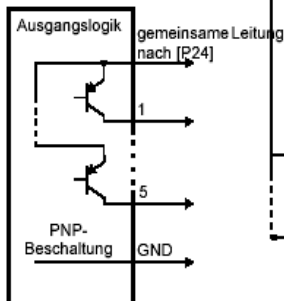 Ausgangslogik
gemeinsame Leitung
nach [P24]
1
5
PNP-
Beschaltung
GND